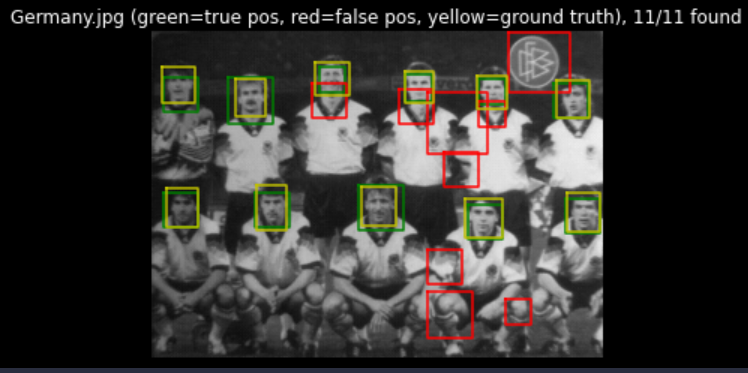 Germany.jpg (green=true pos, red=false pos, yellow=ground truth), 11/11 found